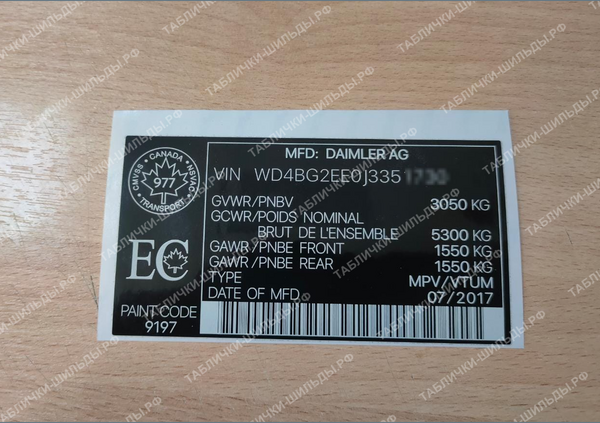 MFD: DAIMLER AG
VIN WD4BG2EE0J335
GVWR/PNBV 3050 KG
GCWR/POIDS NOMINAL
BRUT DE L'ENSEMBLE 5300 KG
GAWR/PNBE FRONT 1550 KG
GAWR/PNBE REAR 1550 KG
TYPE MPV/VTUM
DATE OF MFD 07/2017
CMVSS • CANADA • NSVAC
977
TRANSPORT
EC
PAINT CODE
9197
ТАБЛИЧКИ-ШИЛЬДЫ.РФ